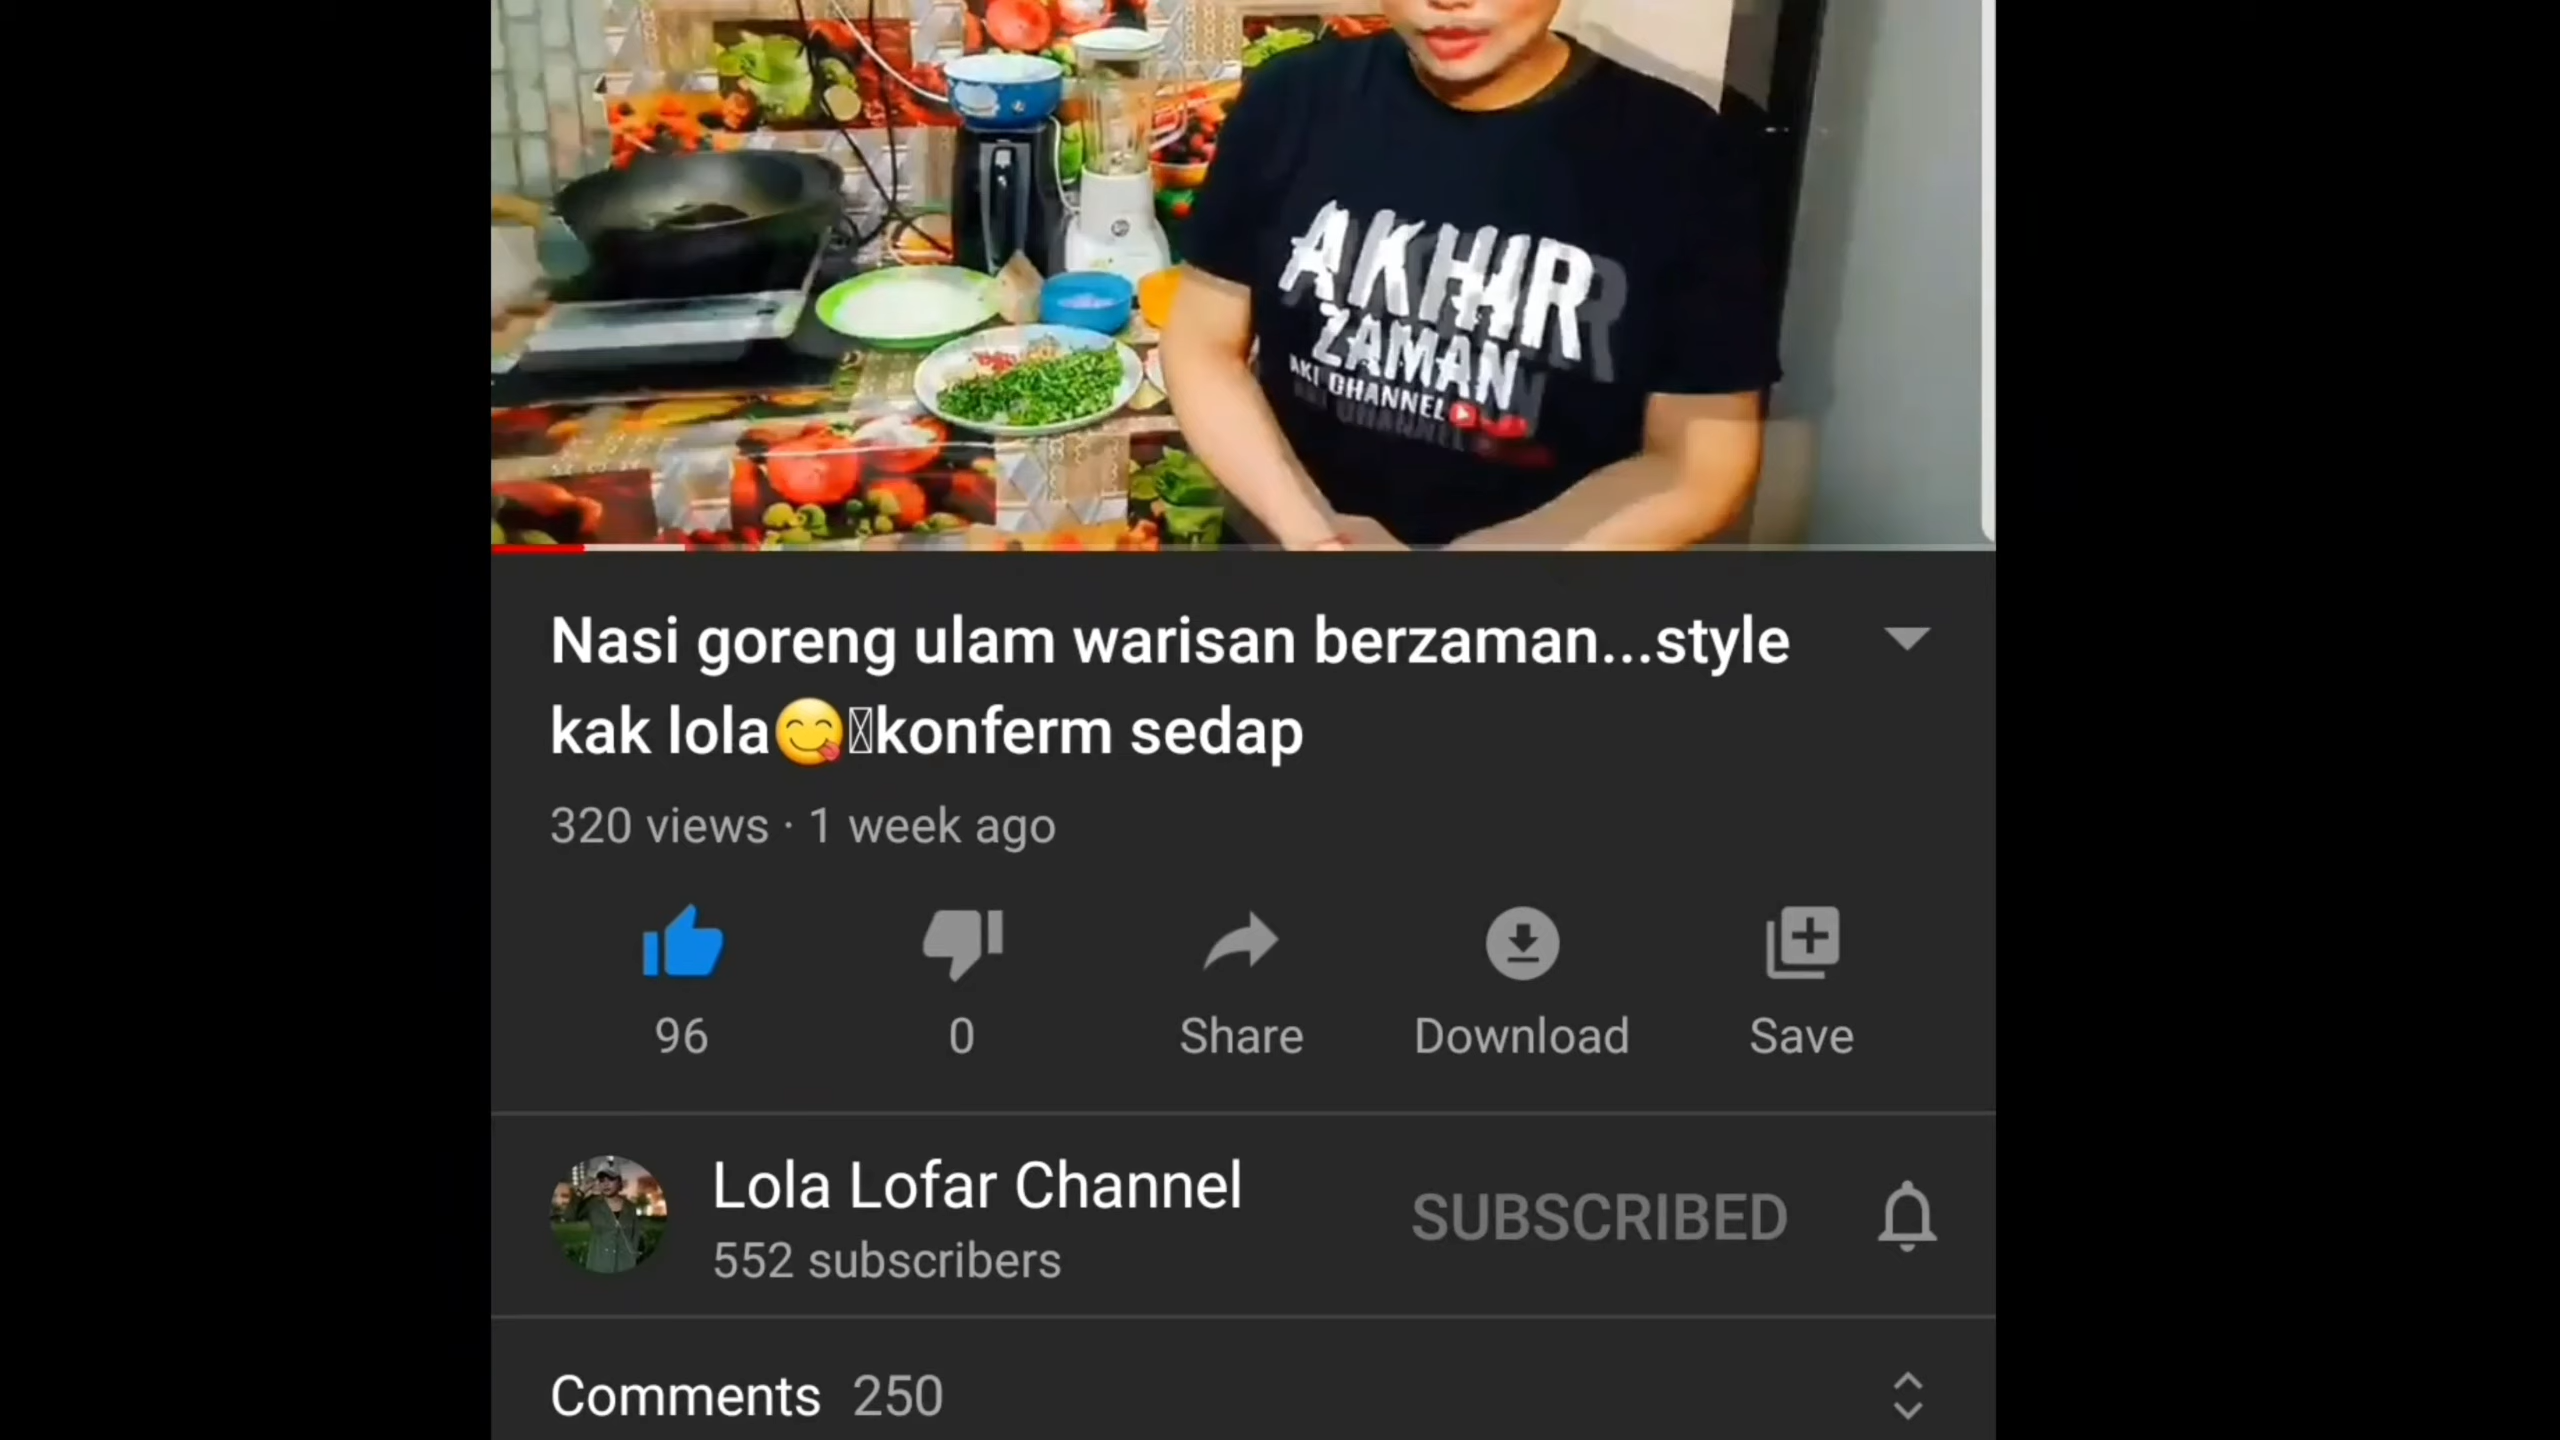 AKHIR
ZAMAN
AKI CHANNEL
Nasi goreng ulam warisan berzaman...style
kak lola😋konferm sedap
320 views · 1 week ago
96
0
Share
Download
Save
Lola Lofar Channel
552 subscribers
SUBSCRIBED
Comments 250